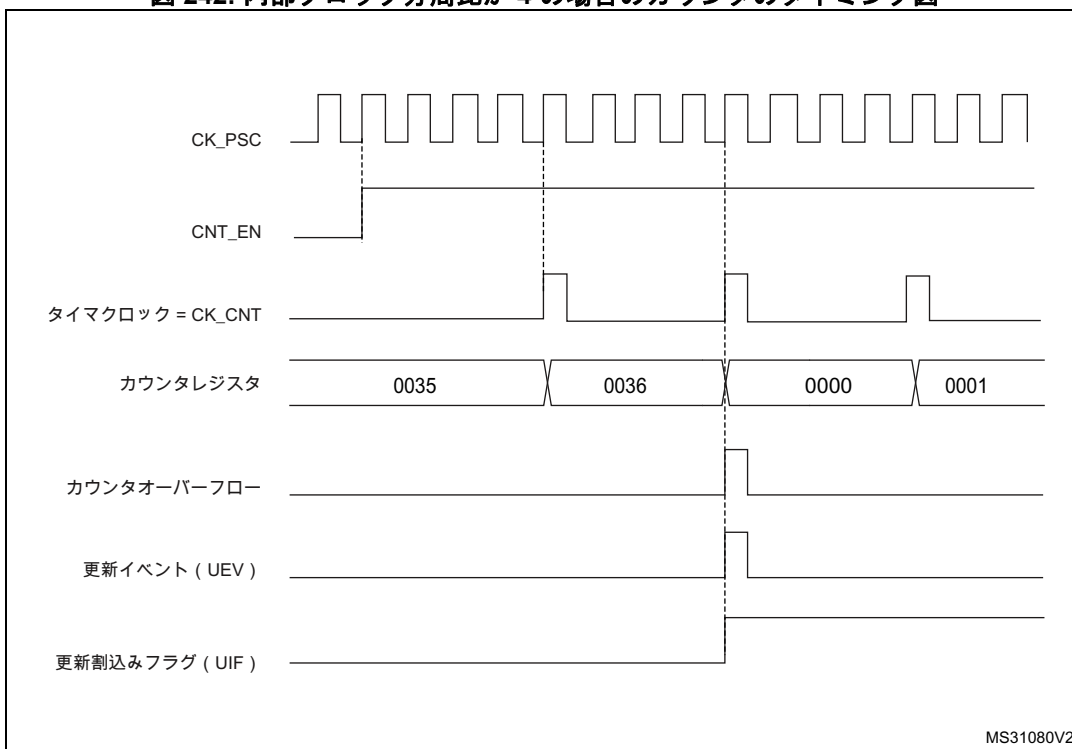 図 242. 内部クロック分周比が 4 の場合のカウンタのタイミング図
CK_PSC
CNT_EN
タイマクロック = CK_CNT
カウンタレジスタ
0035
0036
0000
0001
カウンタオーバーフロー
更新イベント ( UEV )
更新割込みフラグ ( UIF )
MS31080V2